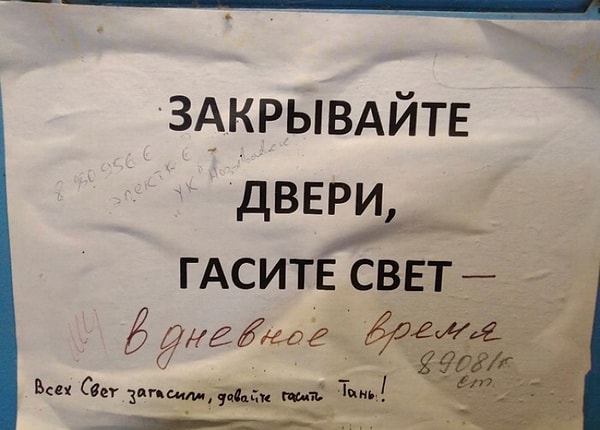 ЗАКРЫВАЙТЕ
ДВЕРИ,
ГАСИТЕ СВЕТ —
в дневное время
Всех Свет загасили, давайте гасить Тань!